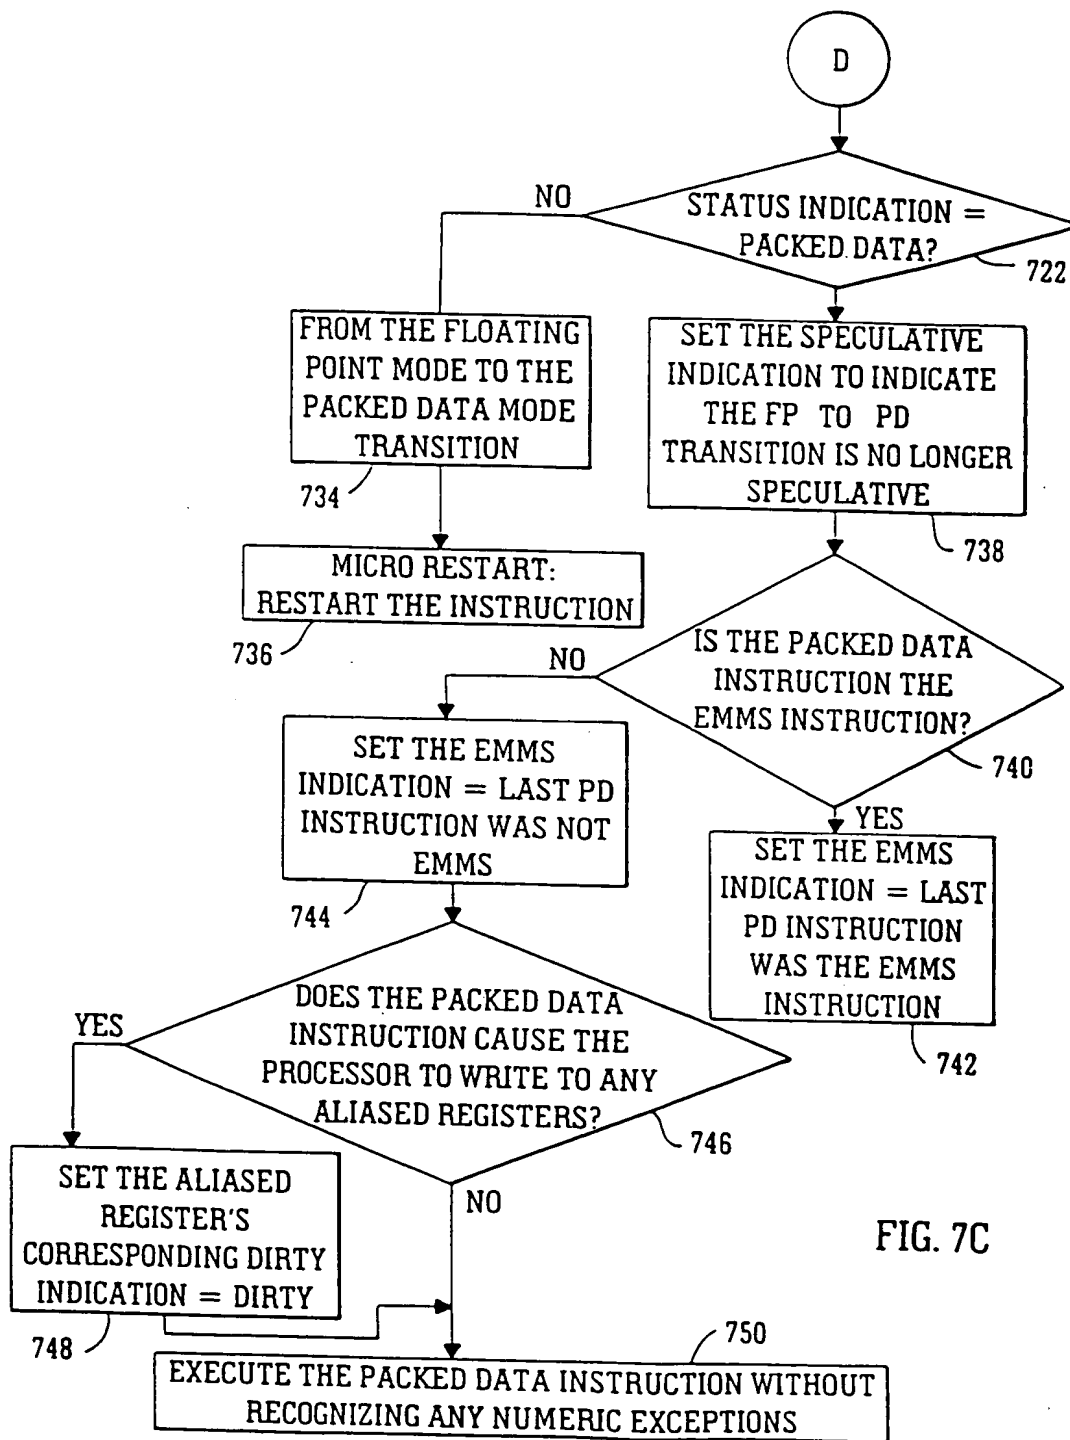 D
NO
STATUS INDICATION =
PACKED DATA?
722
FROM THE FLOATING
POINT MODE TO THE
PACKED DATA MODE
TRANSITION
734
SET THE SPECULATIVE
INDICATION TO INDICATE
THE FP TO PD
TRANSITION IS NO LONGER
SPECULATIVE
738
MICRO RESTART:
RESTART THE INSTRUCTION
736
NO
IS THE PACKED DATA
INSTRUCTION THE
EMMS INSTRUCTION?
740
YES
SET THE EMMS
INDICATION = LAST PD
INSTRUCTION WAS NOT
EMMS
744
SET THE EMMS
INDICATION = LAST
PD INSTRUCTION
WAS THE EMMS
INSTRUCTION
742
YES
DOES THE PACKED DATA
INSTRUCTION CAUSE THE
PROCESSOR TO WRITE TO ANY
ALIASED REGISTERS?
746
NO
SET THE ALIASED
REGISTER'S
CORRESPONDING DIRTY
INDICATION = DIRTY
748
FIG. 7C
750
EXECUTE THE PACKED DATA INSTRUCTION WITHOUT
RECOGNIZING ANY NUMERIC EXCEPTIONS